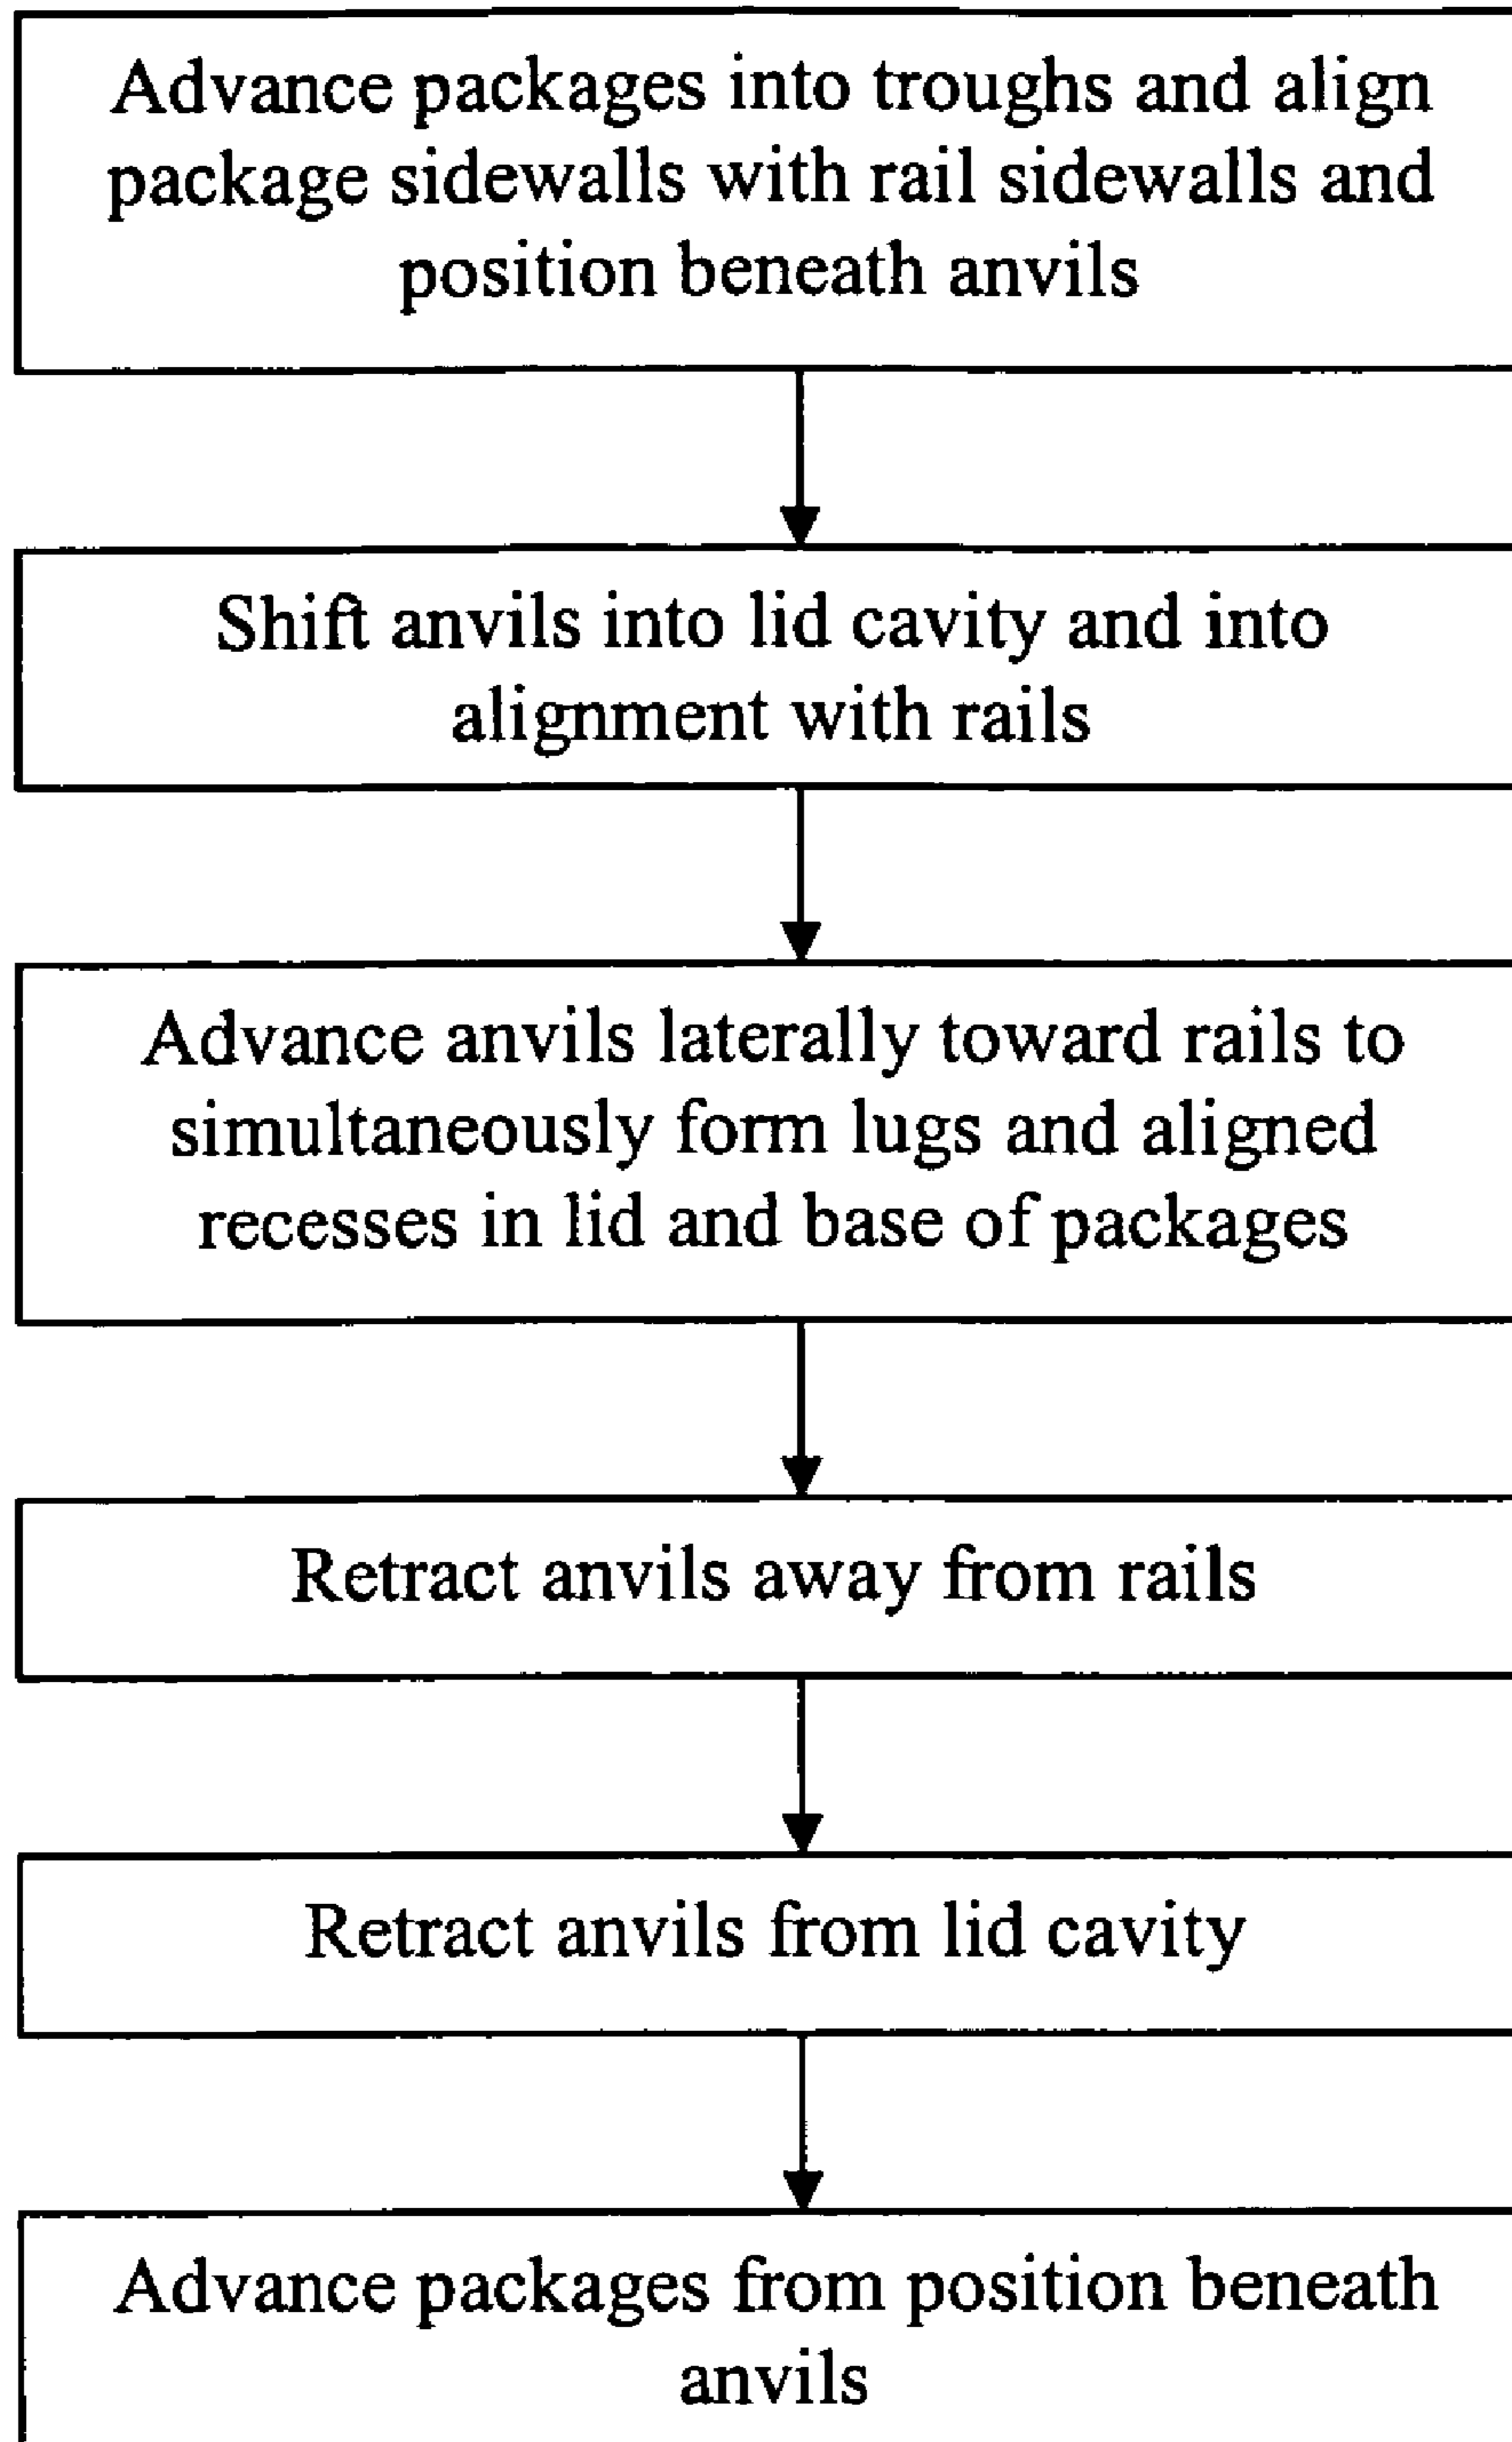 Advance packages into troughs and align
package sidewalls with rail sidewalls and
position beneath anvils
Shift anvils into lid cavity and into
alignment with rails
Advance anvils laterally toward rails to
simultaneously form lugs and aligned
recesses in lid and base of packages
Retract anvils away from rails
Retract anvils from lid cavity
Advance packages from position beneath
anvils